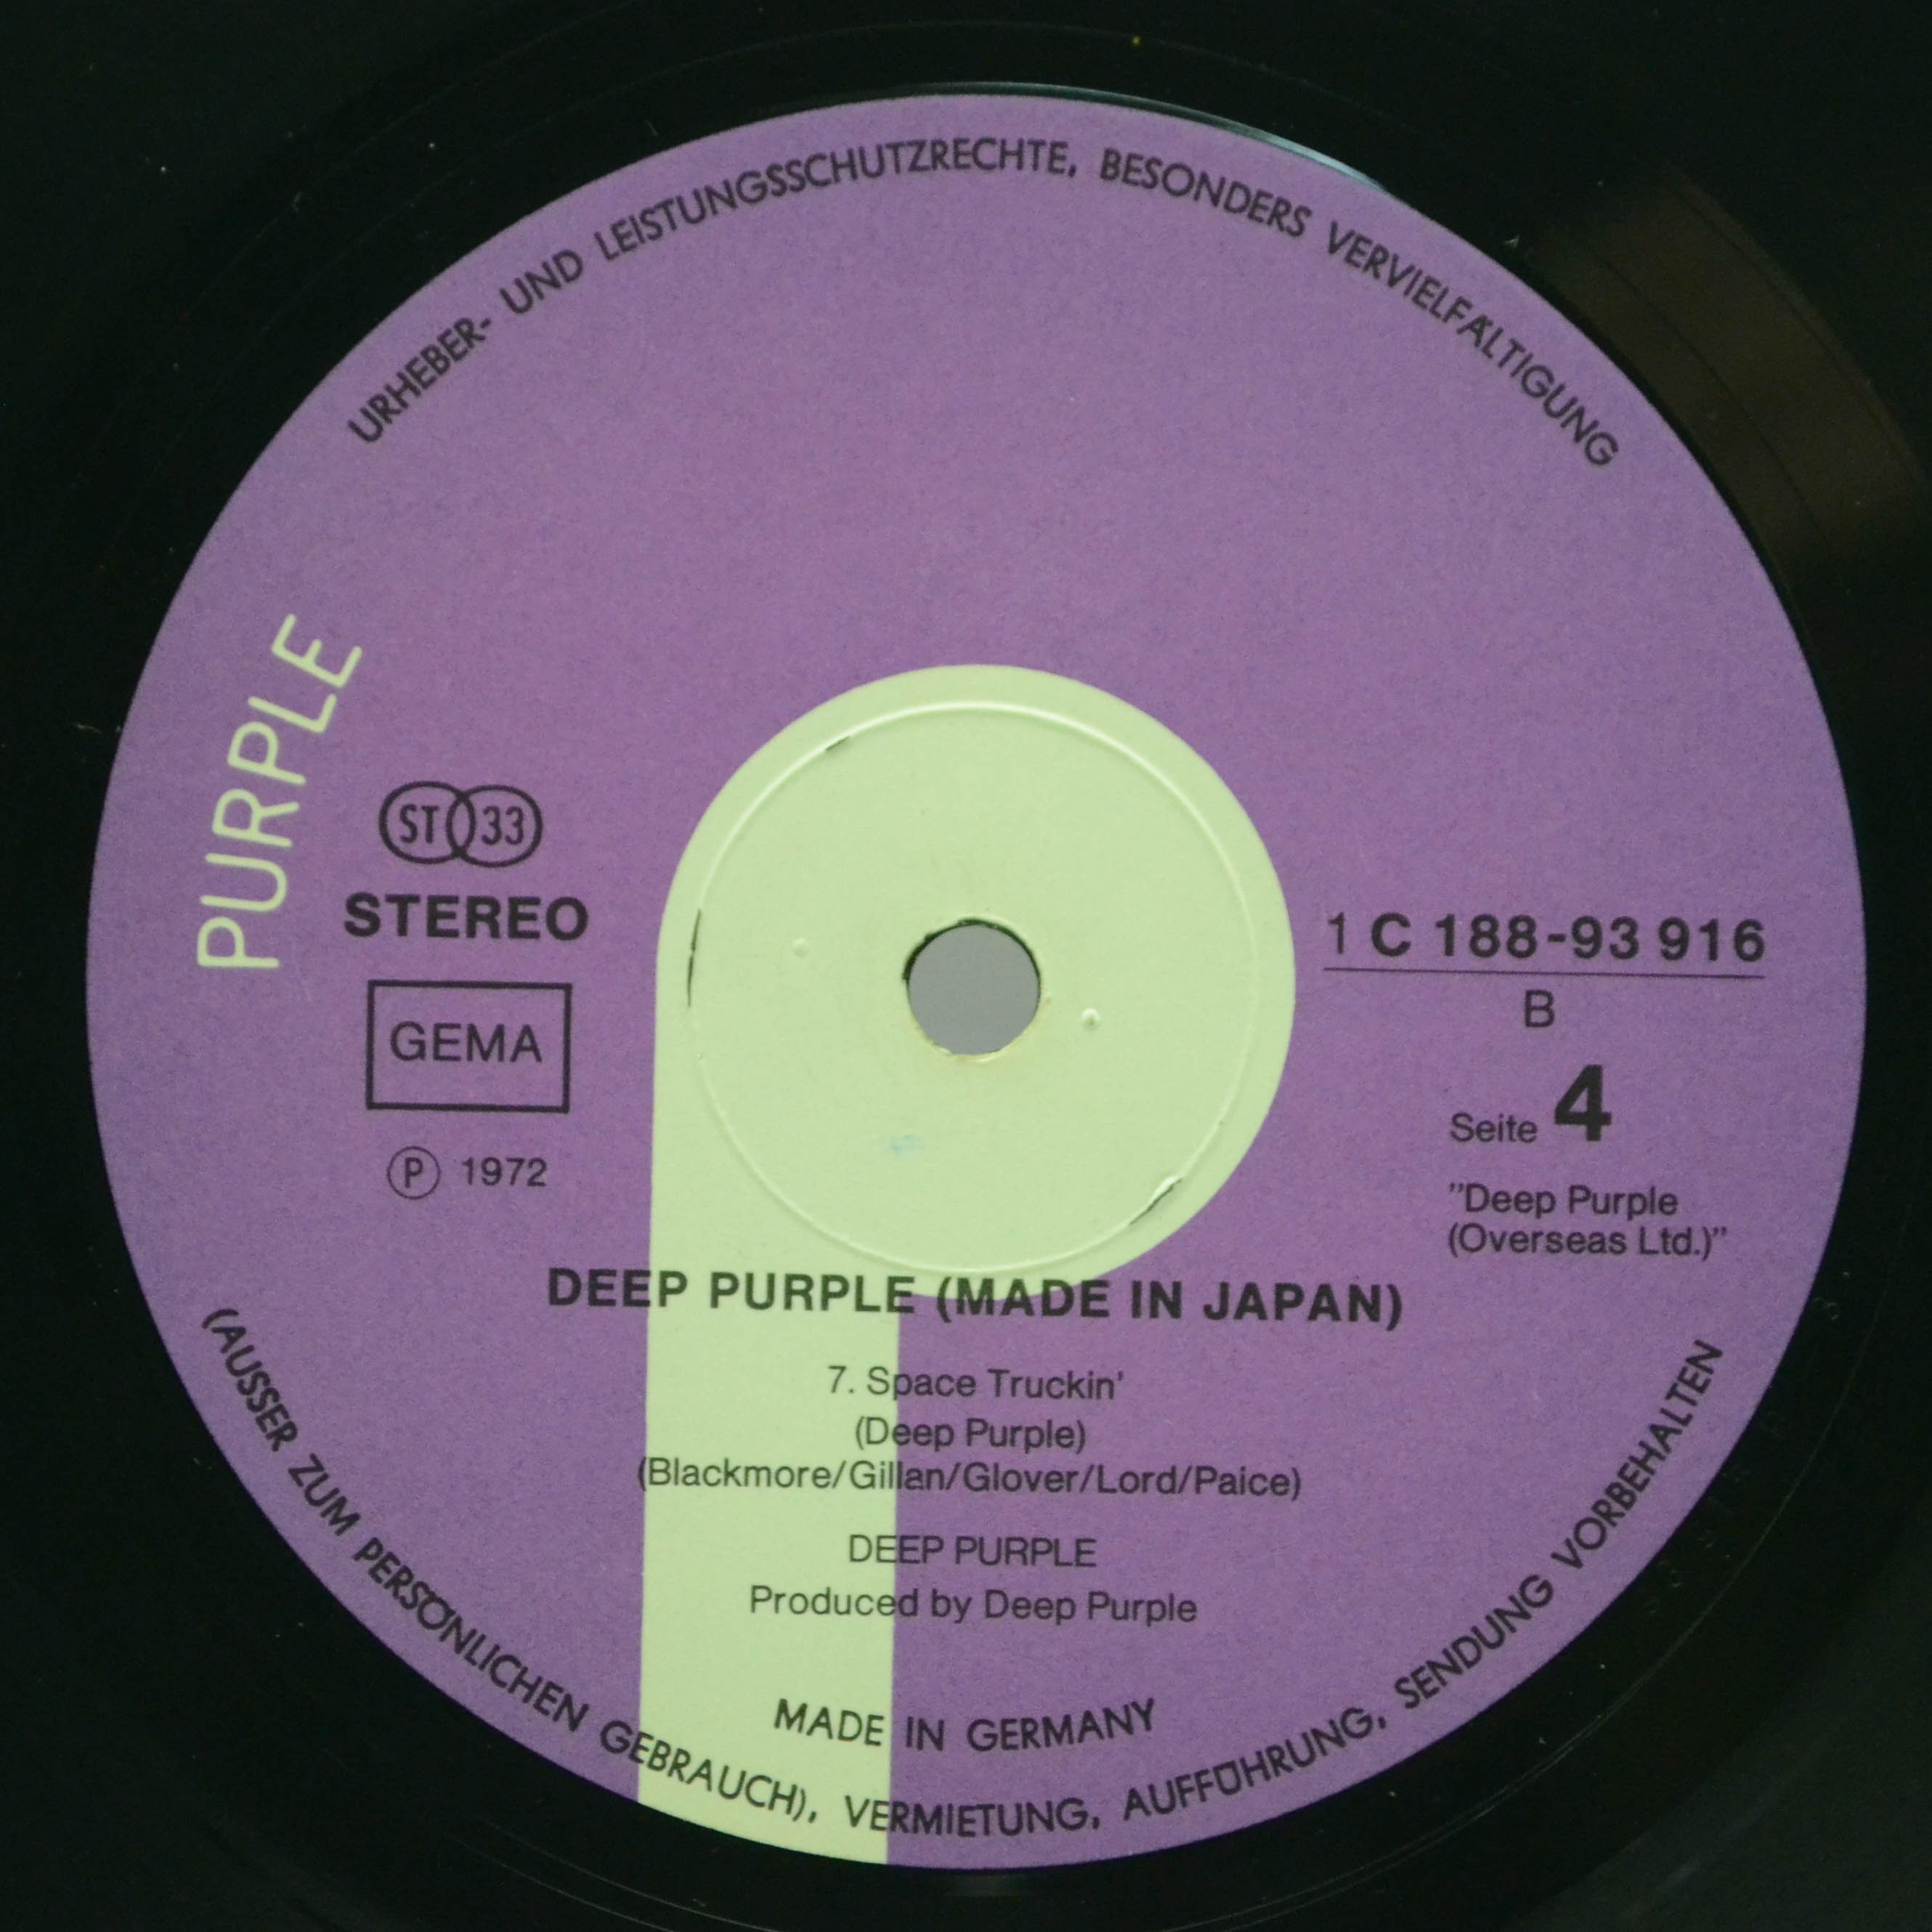 URHEBER- UND LEISTUNGSSCHUTZRECHTE, BESONDERS VERVIELFÄLTIGUNG
PURPLE
ST 33
STEREO
GEMA
Ⓟ 1972
1 C 188-93 916
B
Seite 4
"Deep Purple
(Overseas Ltd.)"
DEEP PURPLE (MADE IN JAPAN)
7. Space Truckin'
(Deep Purple)
(Blackmore/Gillan/Glover/Lord/Paice)
DEEP PURPLE
Produced by Deep Purple
MADE IN GERMANY
(AUSSER ZUM PERSÖNLICHEN GEBRAUCH), VERMIETUNG, AUFFÜHRUNG, SENDUNG VORBEHALTEN